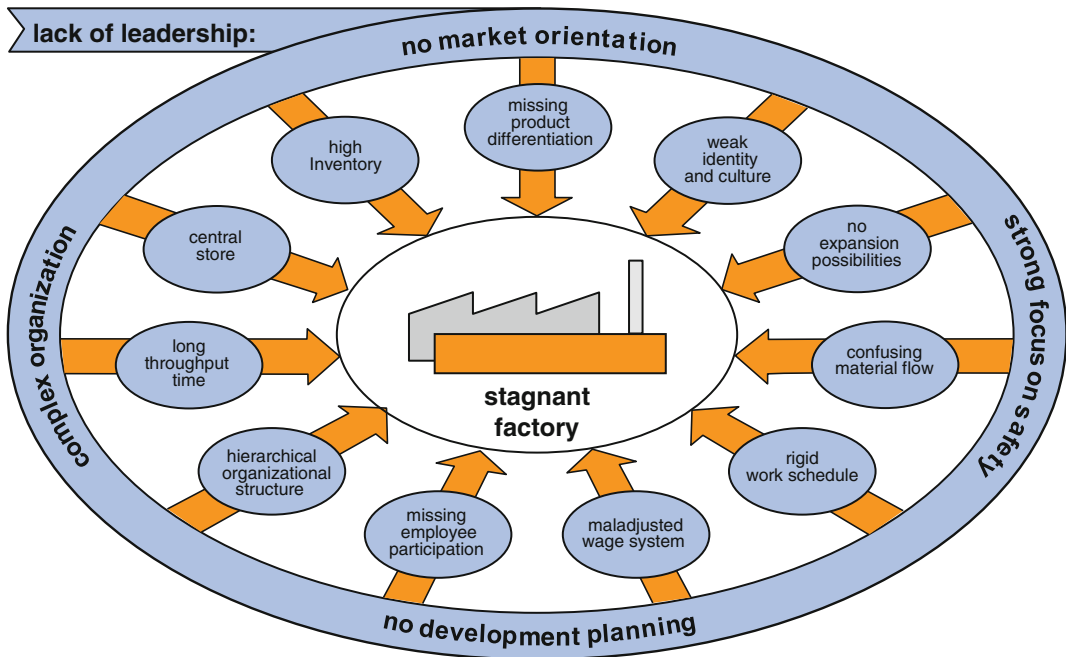 lack of leadership:
no market orientation
missing
product
differentiation
high
Inventory
weak
identity
and culture
central
store
no
expansion
possibilities
complex organization
strong focus on safety
long
throughput
time
confusing
material flow
stagnant
factory
hierarchical
organizational
structure
rigid
work schedule
missing
employee
participation
maladjusted
wage system
no development planning